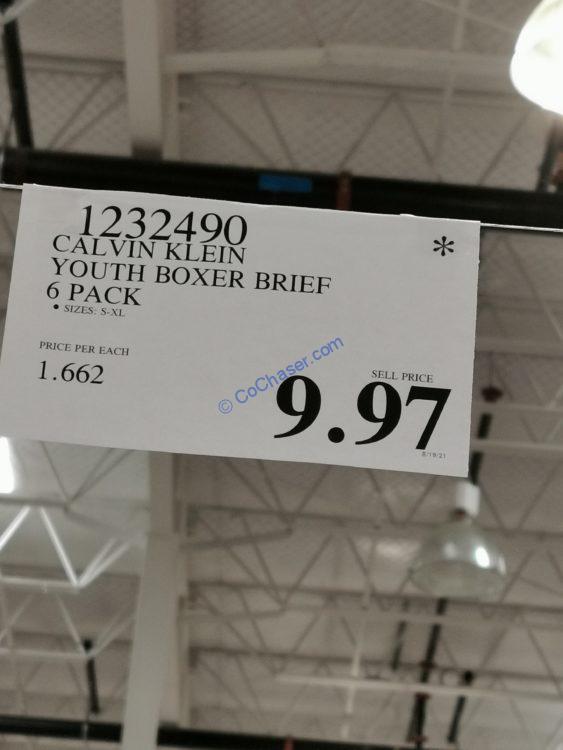 1232490
*
CALVIN KLEIN
YOUTH BOXER BRIEF
6 PACK
• SIZES: S-XL
PRICE PER EACH
1.662
© CoChaser.com
SELL PRICE
9.97
8/19/21